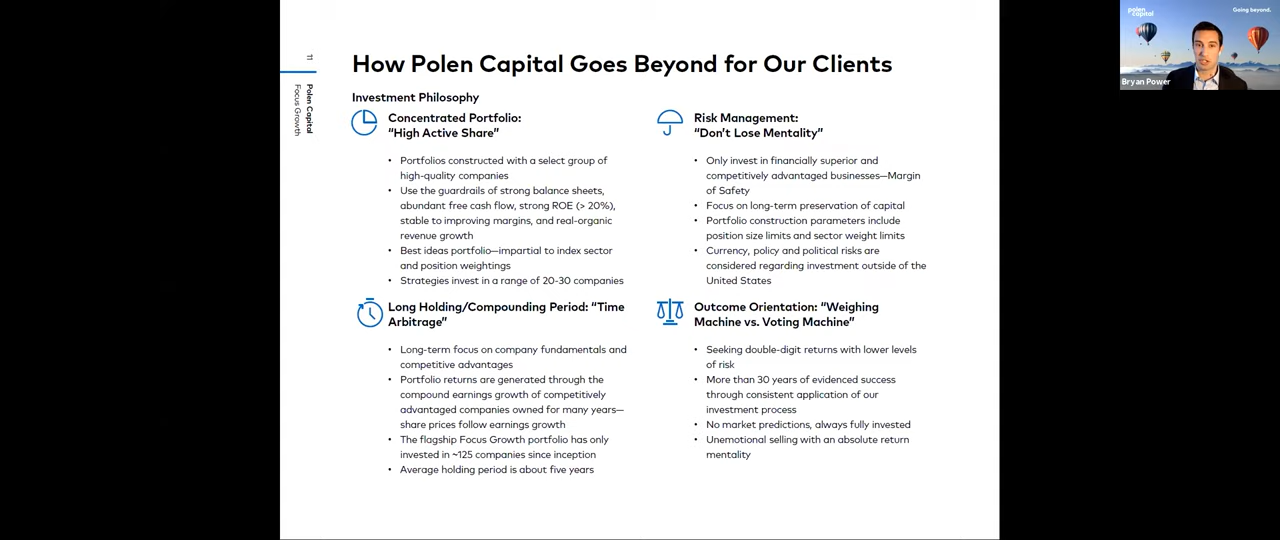 How Polen Capital Goes Beyond for Our Clients
Investment Philosophy
Concentrated Portfolio:
“High Active Share”
• Portfolios constructed with a select group of
high-quality companies
• Use the guardrails of strong balance sheets,
abundant free cash flow, strong ROE (> 20%),
stable to improving margins, and real-organic
revenue growth
• Best ideas portfolio—impartial to index sector
and position weightings
• Strategies invest in a range of 20-30 companies
Risk Management:
“Don’t Lose Mentality”
• Only invest in financially superior and
competitively advantaged businesses—Margin
of Safety
• Focus on long-term preservation of capital
• Portfolio construction parameters include
position size limits and sector weight limits
• Currency, policy and political risks are
considered regarding investment outside of the
United States
Long Holding/Compounding Period: “Time
Arbitrage”
• Long-term focus on company fundamentals and
competitive advantages
• Portfolio returns are generated through the
compound earnings growth of competitively
advantaged companies owned for many years—
share prices follow earnings growth
• The flagship Focus Growth portfolio has only
invested in ~125 companies since inception
• Average holding period is about five years
Outcome Orientation: “Weighing
Machine vs. Voting Machine”
• Seeking double-digit returns with lower levels
of risk
• More than 30 years of evidenced success
through consistent application of our
investment process
• No market predictions, always fully invested
• Unemotional selling with an absolute return
mentality
11
Polen Capital
Focus Growth
polen
capital
Going beyond.
Bryan Power